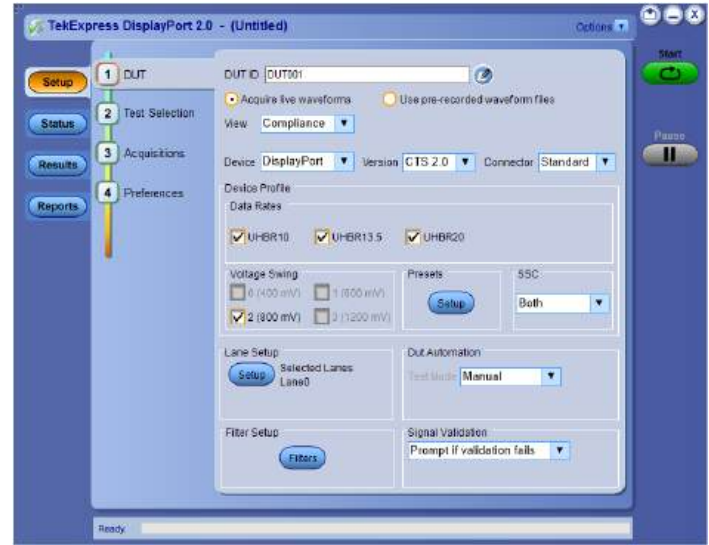 TekExpress DisplayPort 2.0 - (Untitled)
Options
Start
Setup
Status
Results
Reports
Pause
1 DUT
2 Test Selection
3 Acquisitions
4 Preferences
DUT ID DUT001
Acquire live waveforms Use pre-recorded waveform files
View Compliance
Device DisplayPort Version CTS 2.0 Connector Standard
Device Profile
Data Rates
UHBR10 UHBR13.5 UHBR20
Voltage Swing
0 (400 mV) 1 (600 mV)
2 (800 mV) 3 (1200 mV)
Presets
Setup
SSC
Both
Lane Setup
Setup
Selected Lanes
Lane0
Dut Automation
Test Mode Manual
Filter Setup
Filters
Signal Validation
Prompt if validation fails
Ready